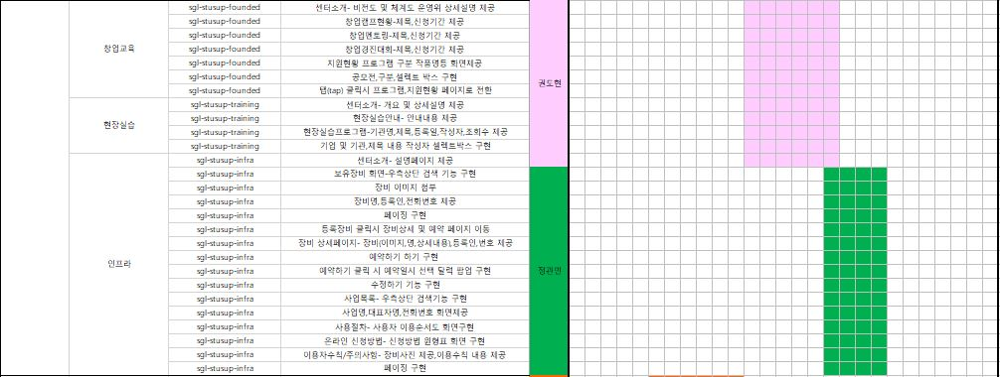 sgl-stusup-founded 센터소개- 비전도 및 체계도 운영위 상세설명 제공
sgl-stusup-founded 창업캠프현황-제목,신청기간 제공
sgl-stusup-founded 창업멘토링-제목,신청기간 제공
창업교육 sgl-stusup-founded 창업경진대회-제목,신청기간 제공
sgl-stusup-founded 지원현황 프로그램 구분 작품명등 화면제공
sgl-stusup-founded 공모전,구분,셀렉트 박스 구현
권도현
sgl-stusup-founded 탭(tap) 클릭시 프로그램,지원현황 페이지로 전환
sgl-stusup-training 센터소개- 개요 및 상세설명 제공
현장실습 sgl-stusup-training 현장실습안내- 안내내용 제공
sgl-stusup-training 현장실습프로그램-기관명,제목,등록일,작성자,조회수 제공
sgl-stusup-training 기업 및 기관,제목 내용 작성자 셀렉트박스 구현
sgl-stusup-infra 센터소개- 설명페이지 제공
sgl-stusup-infra 보유장비 화면-우측상단 검색 기능 구현
sgl-stusup-infra 장비 이미지 첨부
sgl-stusup-infra 장비명,등록인,전화번호 제공
sgl-stusup-infra 페이징 구현
sgl-stusup-infra 등록장비 클릭시 장비상세 및 예약 페이지 이동
sgl-stusup-infra 장비 상세페이지- 장비(이미지,명,상세내용),등록인,번호 제공
인프라 sgl-stusup-infra 예약하기 하기 구현
sgl-stusup-infra 예약하기 클릭 시 예약일시 선택 달력 팝업 구현
sgl-stusup-infra 수정하기 기능 구현
sgl-stusup-infra 사업목록- 우측상단 검색기능 구현
sgl-stusup-infra 사업명,대표자명,전화번호 화면제공
sgl-stusup-infra 사용절차- 사용자 이용순서도 화면구현
sgl-stusup-infra 온라인 신청방법- 신청방법 원형표 화면 구현
sgl-stusup-infra 이용자수칙/주의사항- 장비사진 제공,이용수칙 내용 제공
sgl-stusup-infra 페이징 구현